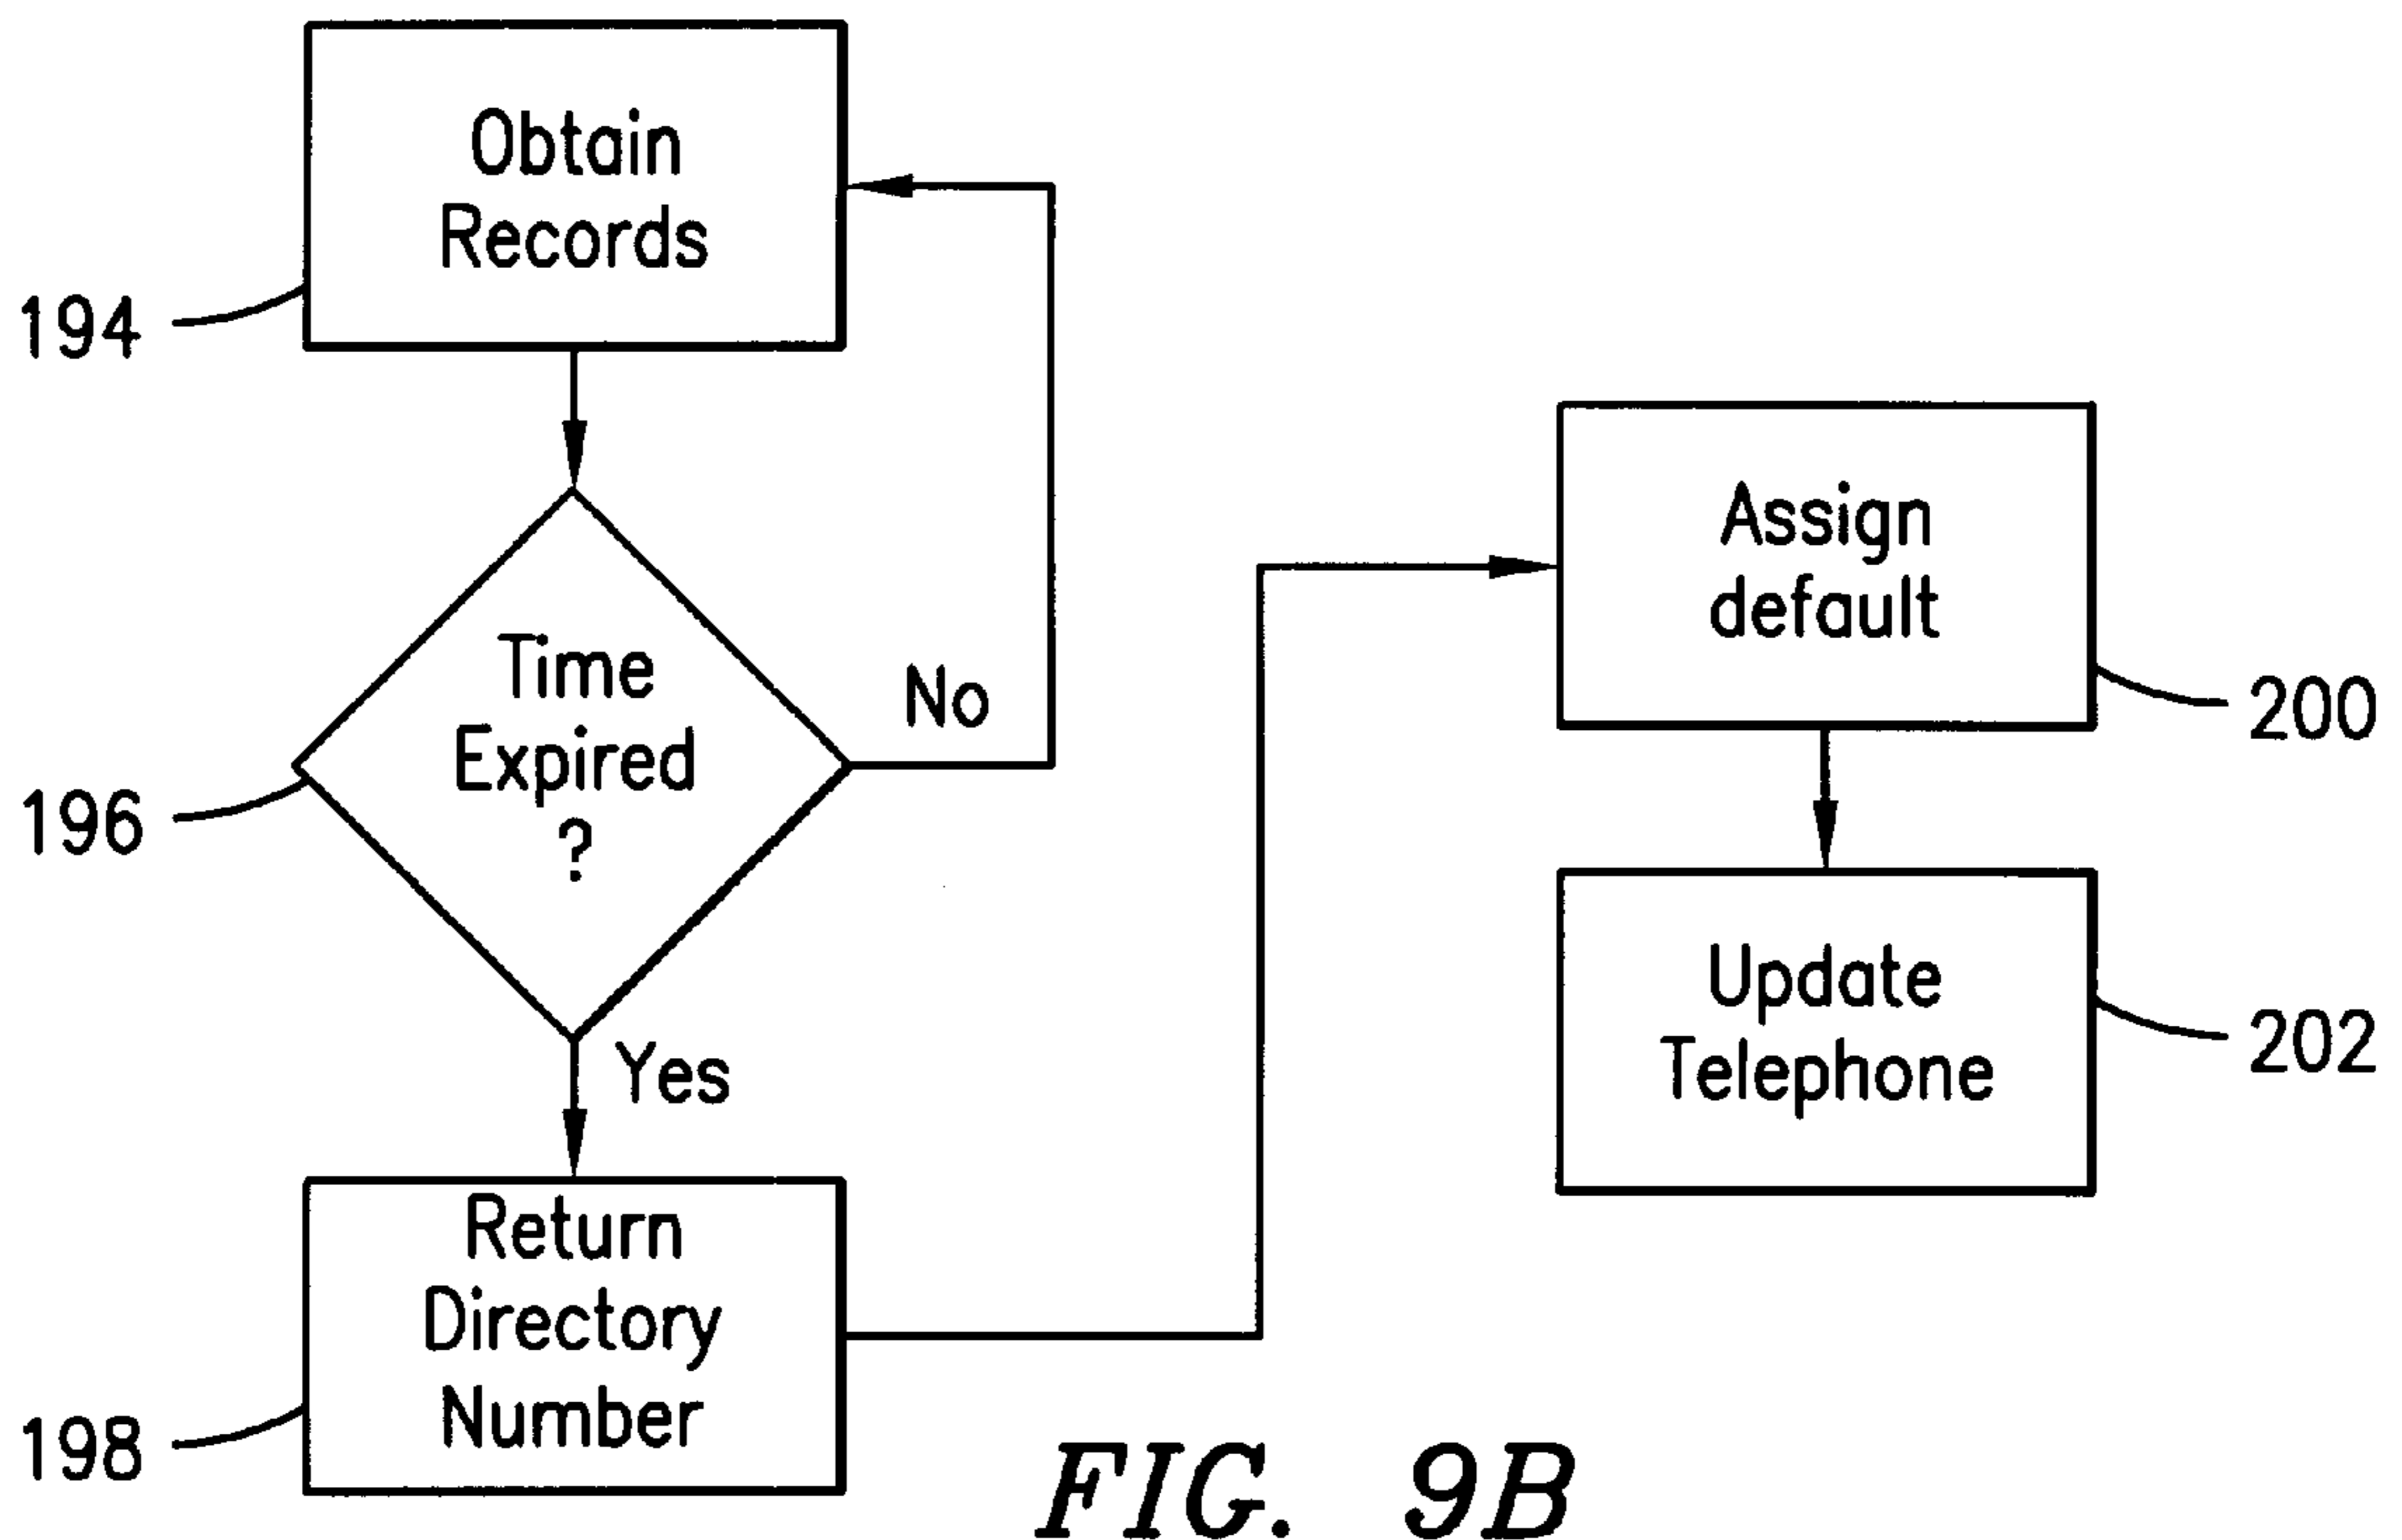 Obtain
Records
194
Time
Expired
?
No
196
Yes
Return
Directory
Number
198
Assign
default
200
Update
Telephone
202
FIG. 9B